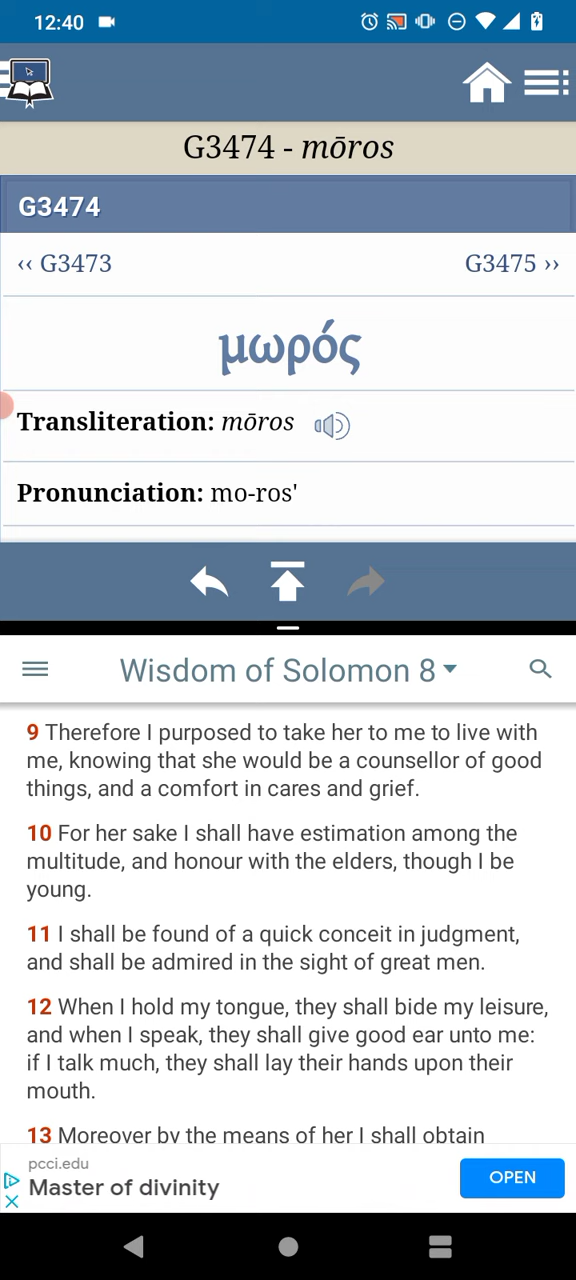 12:40
G3474 - mōros
G3474
‹‹ G3473
G3475 ››
μωρός
Transliteration: mōros
Pronunciation: mo-ros'
Wisdom of Solomon 8
9 Therefore I purposed to take her to me to live with
me, knowing that she would be a counsellor of good
things, and a comfort in cares and grief.
10 For her sake I shall have estimation among the
multitude, and honour with the elders, though I be
young.
11 I shall be found of a quick conceit in judgment,
and shall be admired in the sight of great men.
12 When I hold my tongue, they shall bide my leisure,
and when I speak, they shall give good ear unto me:
if I talk much, they shall lay their hands upon their
mouth.
13 Moreover by the means of her I shall obtain
pcci.edu
Master of divinity
OPEN